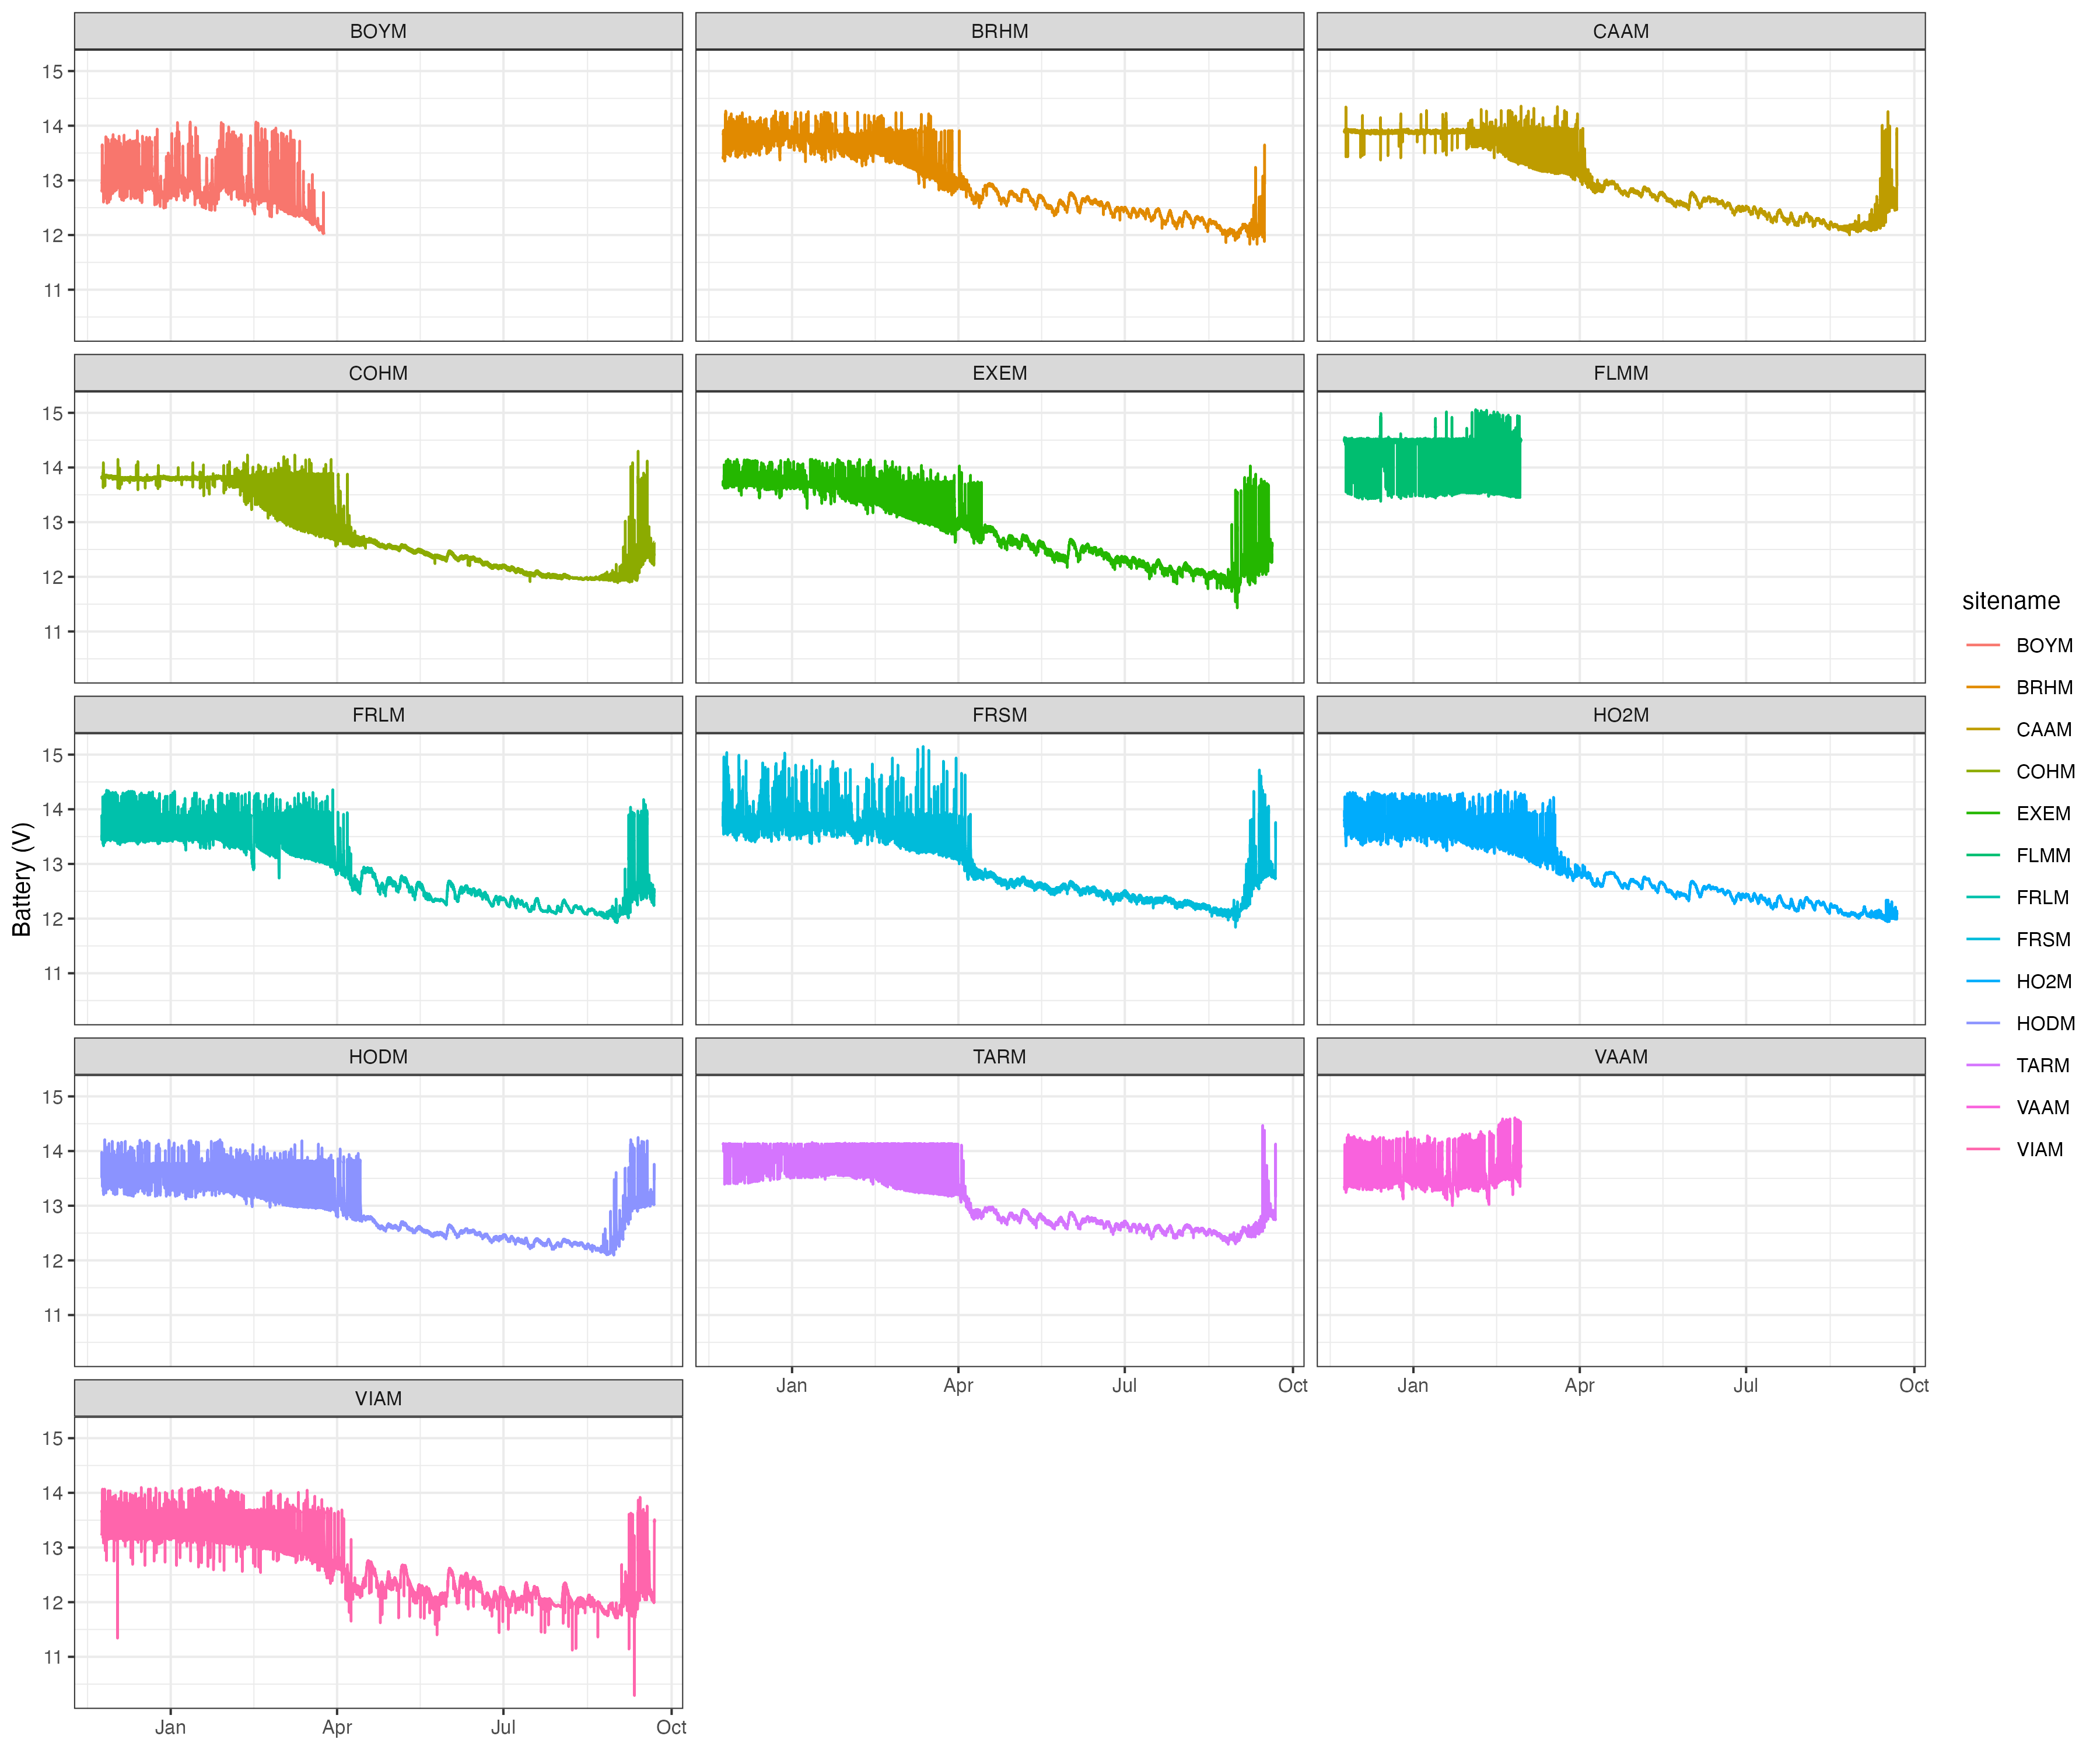 BOYM BRHM CAAM
15
14
13
12
11
COHM EXEM FLMM
15
14
13
12
11
FRLM FRSM HO2M
15
14
13
12
11
HODM TARM VAAM
15
14
13
12
11
Jan Apr Jul Oct Jan Apr Jul Oct
VIAM
15
14
13
12
11
Jan Apr Jul Oct
Battery (V)
sitename
BOYM
BRHM
CAAM
COHM
EXEM
FLMM
FRLM
FRSM
HO2M
HODM
TARM
VAAM
VIAM